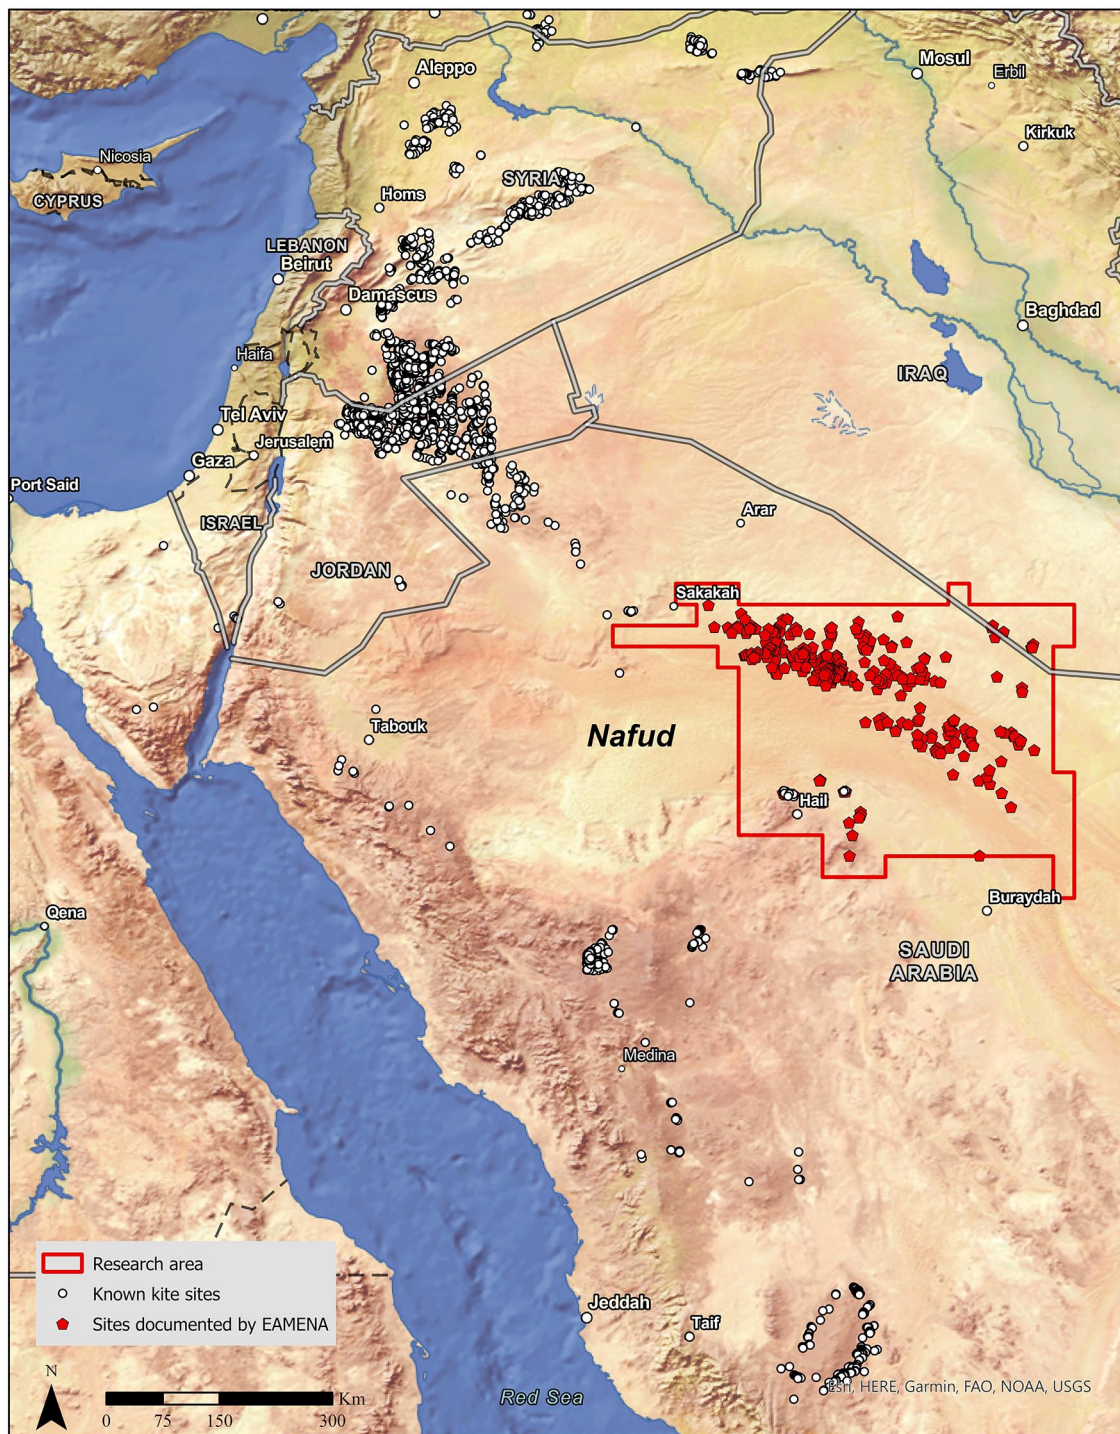 Aleppo
Mosul
Erbil
Kirkuk
Nicosia
CYPRUS
SYRIA
Homs
LEBANON
Beirut
Damascus
Baghdad
Haifa
IRAQ
Tel Aviv
Jerusalem
Gaza
Port Said
ISRAEL
Arar
JORDAN
Sakakah
Tabouk
Nafud
Hail
Buraydah
Qena
SAUDI
ARABIA
Medina
Research area
Known kite sites
Sites documented by EAMENA
Jeddah
Taif
Red Sea
Esri, HERE, Garmin, FAO, NOAA, USGS
N
Km
0 75 150 300